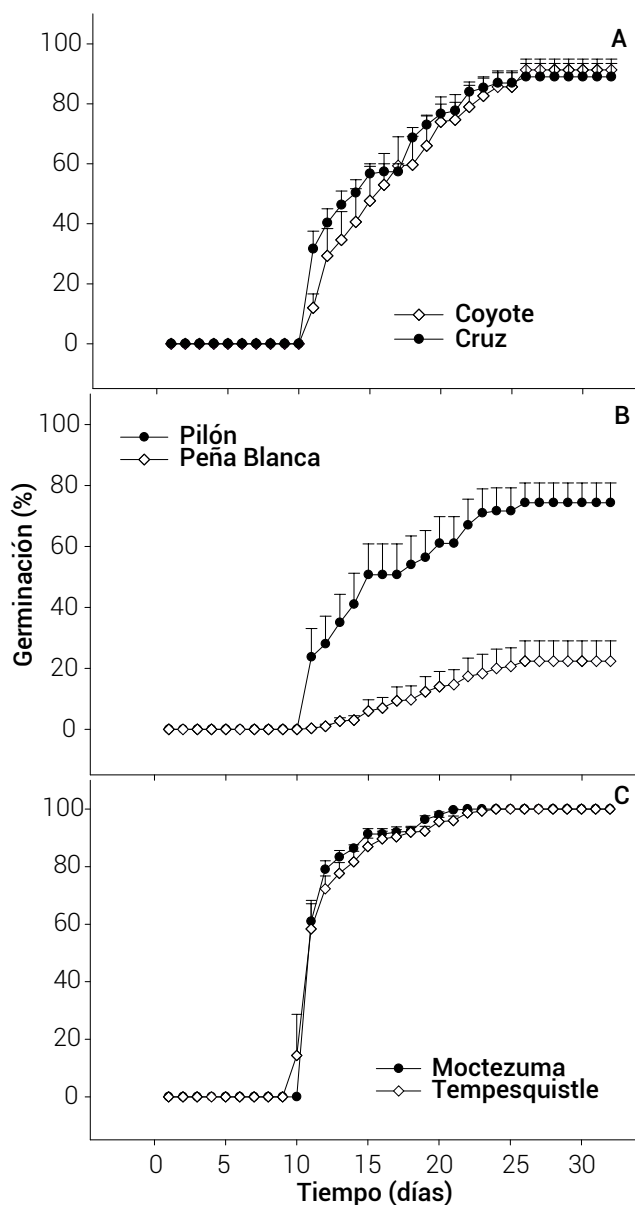 A
100
80
60
40
20
0
Coyote
Cruz
B
100
80
60
40
20
0
Pilón
Peña Blanca
Germinación (%)
C
100
80
60
40
20
0
Moctezuma
Tempesquistle
0 5 10 15 20 25 30
Tiempo (días)